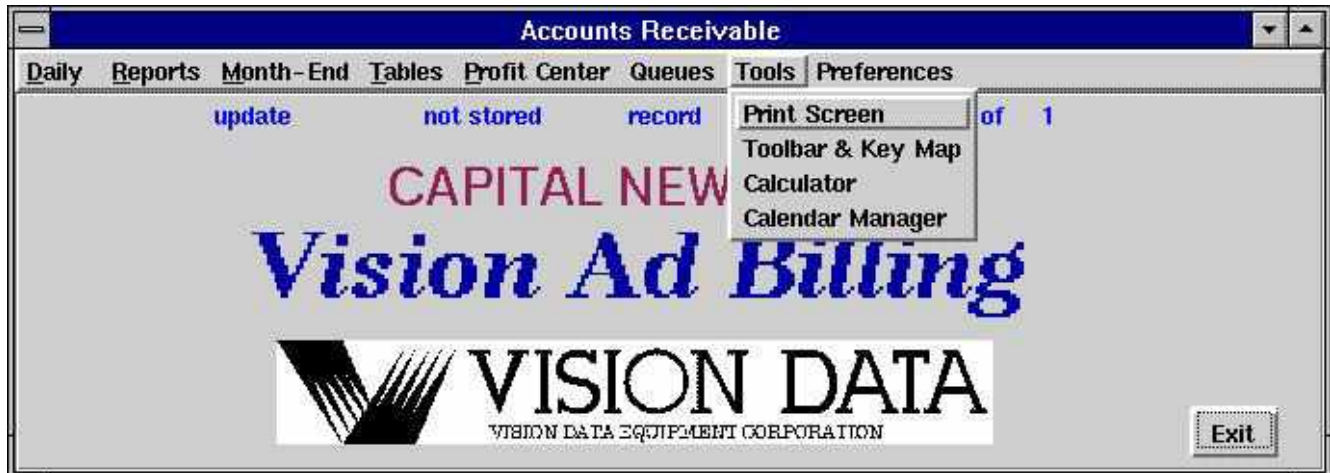 Accounts Receivable
Daily Reports Month-End Tables Profit Center Queues Tools Preferences
update not stored record of 1
Print Screen
Toolbar & Key Map
Calculator
Calendar Manager
CAPITAL NEW
Vision Ad Billing
VISION DATA
VISION DATA EQUIPMENT CORPORATION
Exit